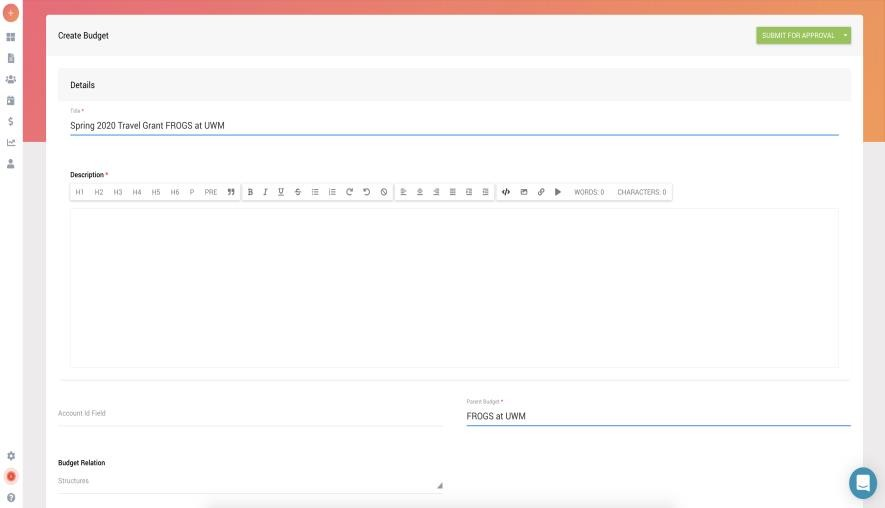 Create Budget
SUBMIT FOR APPROVAL
Details
Title *
Spring 2020 Travel Grant FROGS at UWM
Description *
H1 H2 H3 H4 H5 H6 P PRE B I U S WORDS: 0 CHARACTERS: 0
Account Id Field
Parent Budget *
FROGS at UWM
Budget Relation
Structures